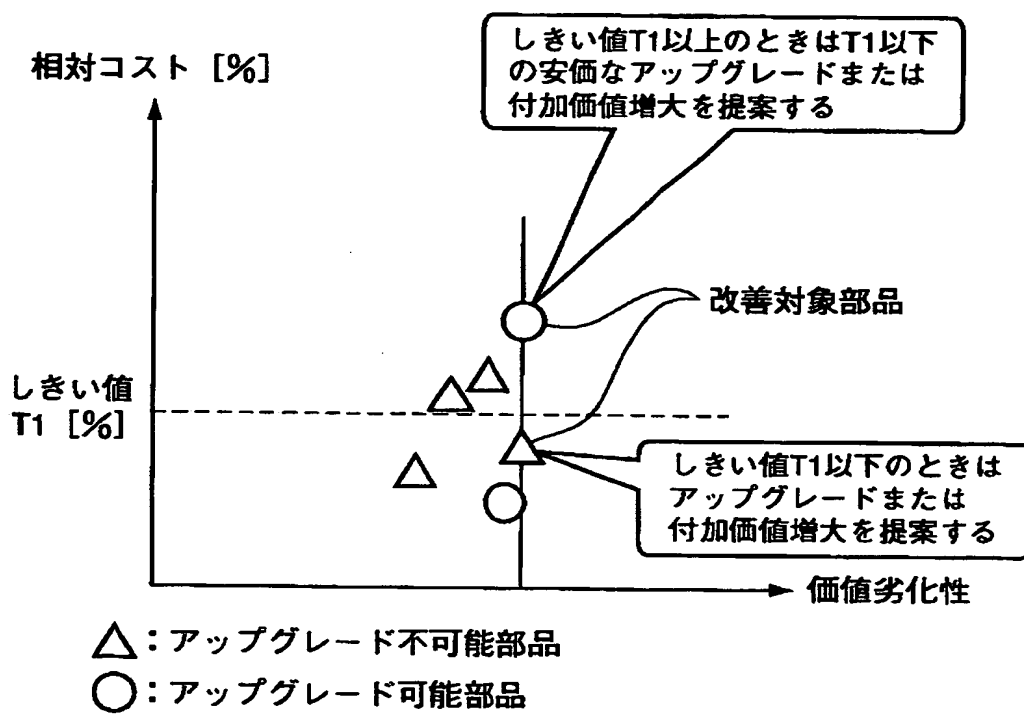 しきい値T1以上のときはT1以下
の安価なアップグレードまたは
付加価値増大を提案する
相対コスト [%]
改善対象部品
しきい値
T1 [%]
しきい値T1以下のときは
アップグレードまたは
付加価値増大を提案する
価値劣化性
△：アップグレード不可能部品
○：アップグレード可能部品